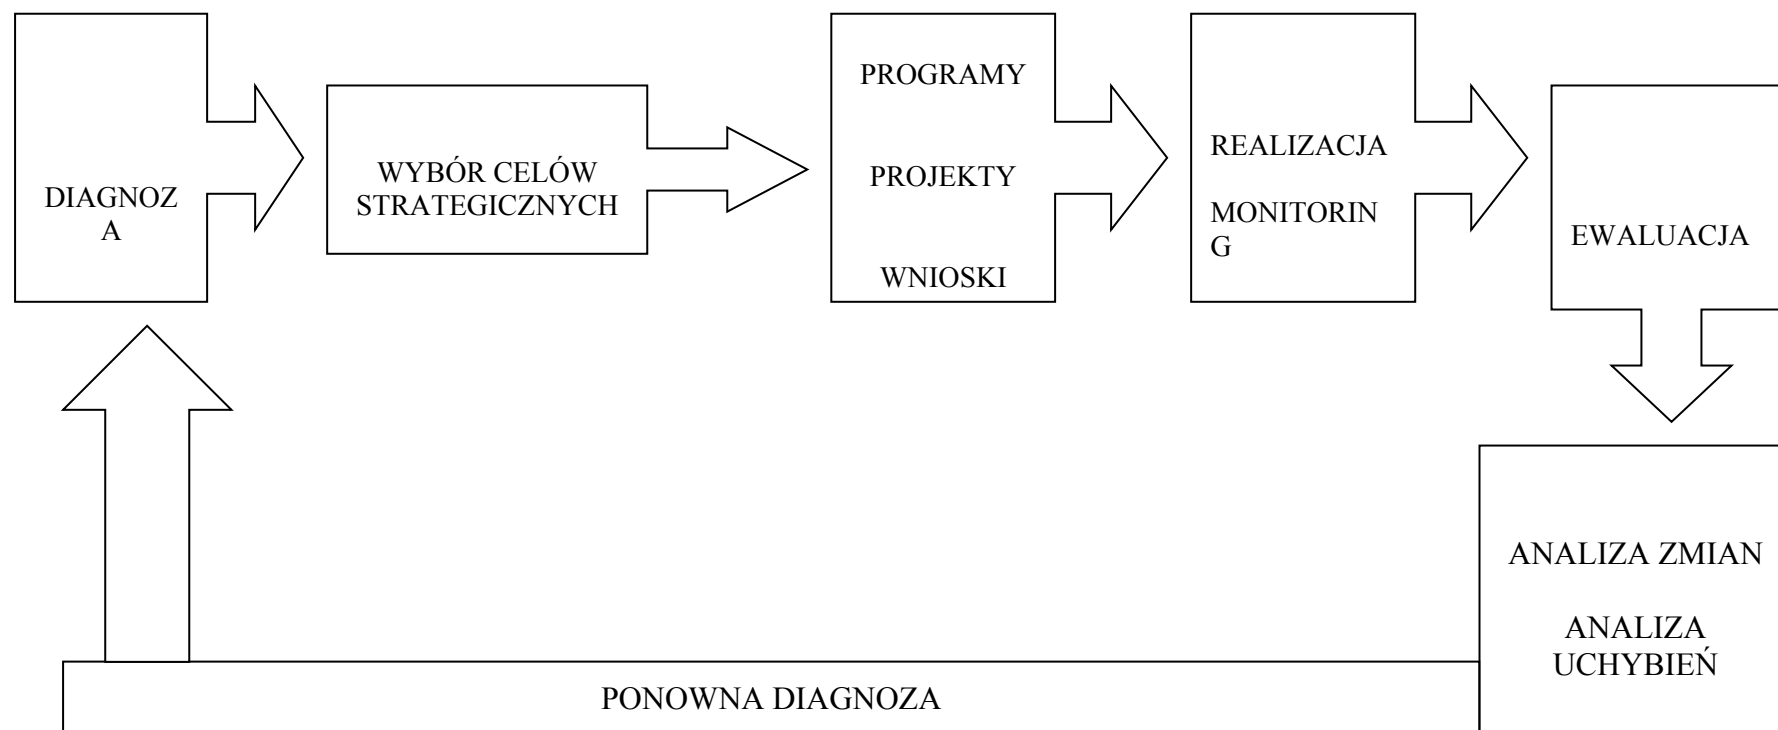 DIAGNOZ
A
WYBÓR CELÓW
STRATEGICZNYCH
PROGRAMY
PROJEKTY
WNIOSKI
REALIZACJA
MONITORIN
G
EWALUACJA
ANALIZA ZMIAN
ANALIZA
UCHYBIEŃ
PONOWNA DIAGNOZA